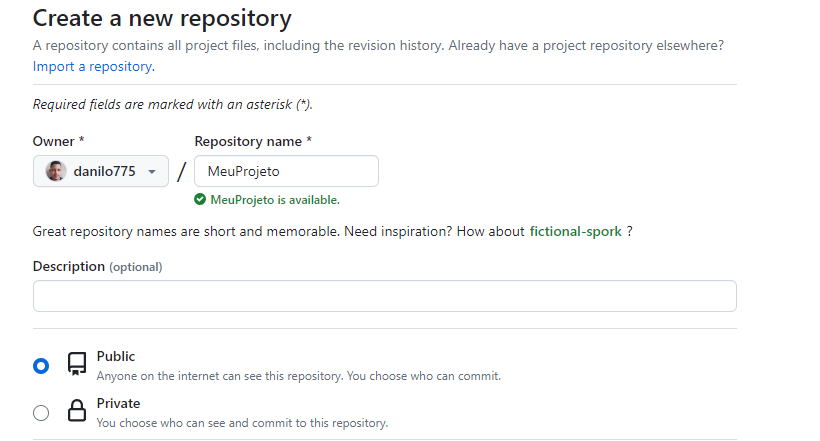 Create a new repository
A repository contains all project files, including the revision history. Already have a project repository elsewhere?
Import a repository.
Required fields are marked with an asterisk (*).
Owner * Repository name *
danilo775 / MeuProjeto
MeuProjeto is available.
Great repository names are short and memorable. Need inspiration? How about fictional-spork ?
Description (optional)
Public
Anyone on the internet can see this repository. You choose who can commit.
Private
You choose who can see and commit to this repository.